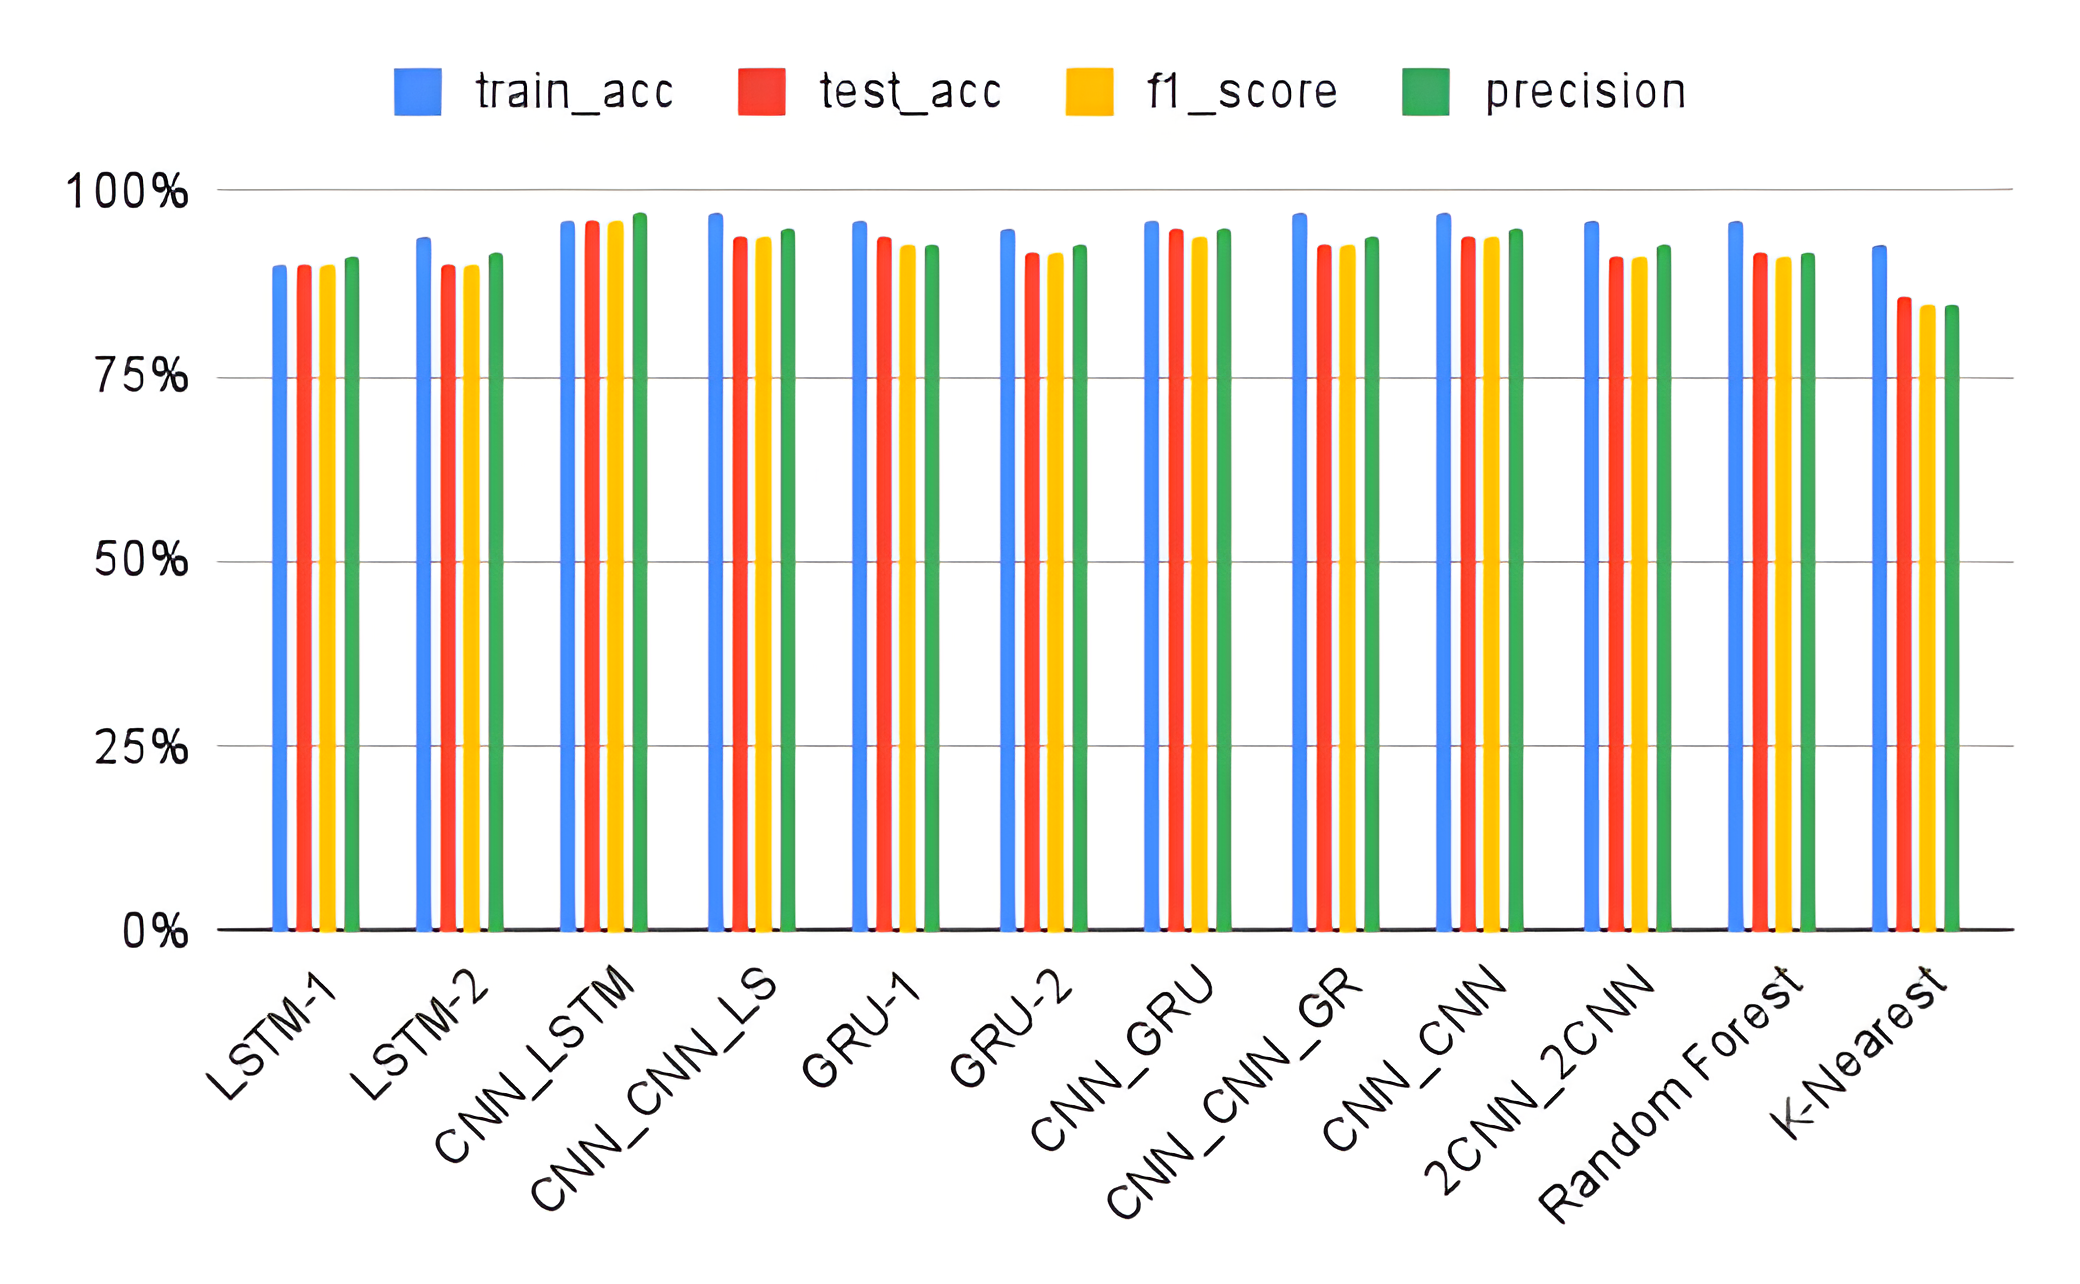 train_acc test_acc f1_score precision
100%
75%
50%
25%
0%
LSTM-1
LSTM-2
CNN_LSTM
CNN_CNN_LS
GRU-1
GRU-2
CNN_GRU
CNN_CNN_GR
CNN_CNN
2CNN_2CNN
Random Forest
K-Nearest